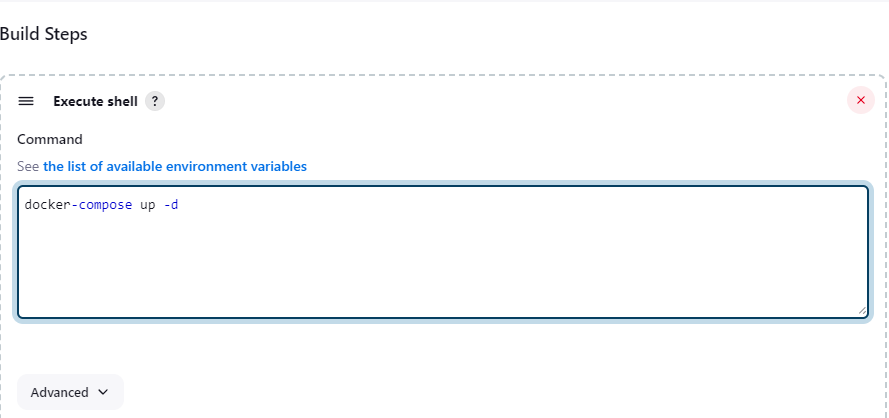 Build Steps
Execute shell ?
Command
See the list of available environment variables
docker-compose up -d
Advanced